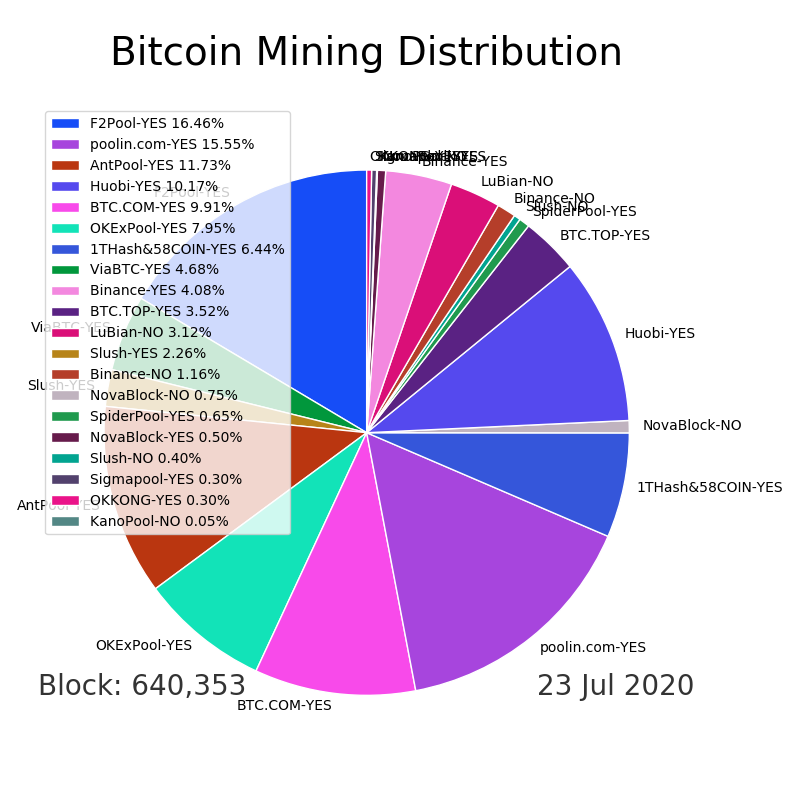 Bitcoin Mining Distribution
F2Pool-YES 16.46%
poolin.com-YES 15.55%
AntPool-YES 11.73%
Huobi-YES 10.17%
BTC.COM-YES 9.91%
OKExPool-YES 7.95%
1THash&58COIN-YES 6.44%
ViaBTC-YES 4.68%
Binance-YES 4.08%
BTC.TOP-YES 3.52%
LuBian-NO 3.12%
Slush-YES 2.26%
Binance-NO 1.16%
NovaBlock-NO 0.75%
SpiderPool-YES 0.65%
NovaBlock-YES 0.50%
Slush-NO 0.40%
Sigmapool-YES 0.30%
OKKONG-YES 0.30%
KanoPool-NO 0.05%
Binance-YES
LuBian-NO
Binance-NO
Slush-NO
SpiderPool-YES
BTC.TOP-YES
Huobi-YES
NovaBlock-NO
1THash&58COIN-YES
poolin.com-YES
BTC.COM-YES
OKExPool-YES
AntPool-YES
Slush-YES
ViaBTC-YES
F2Pool-YES
Block: 640,353
23 Jul 2020